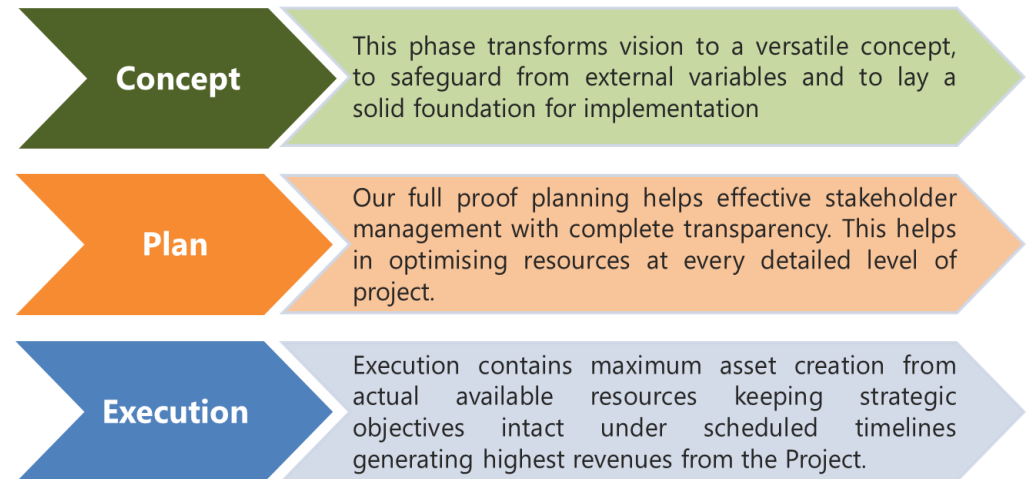 Concept
This phase transforms vision to a versatile concept,
to safeguard from external variables and to lay a
solid foundation for implementation
Plan
Our full proof planning helps effective stakeholder
management with complete transparency. This helps
in optimising resources at every detailed level of
project.
Execution
Execution contains maximum asset creation from
actual available resources keeping strategic
objectives intact under scheduled timelines
generating highest revenues from the Project.